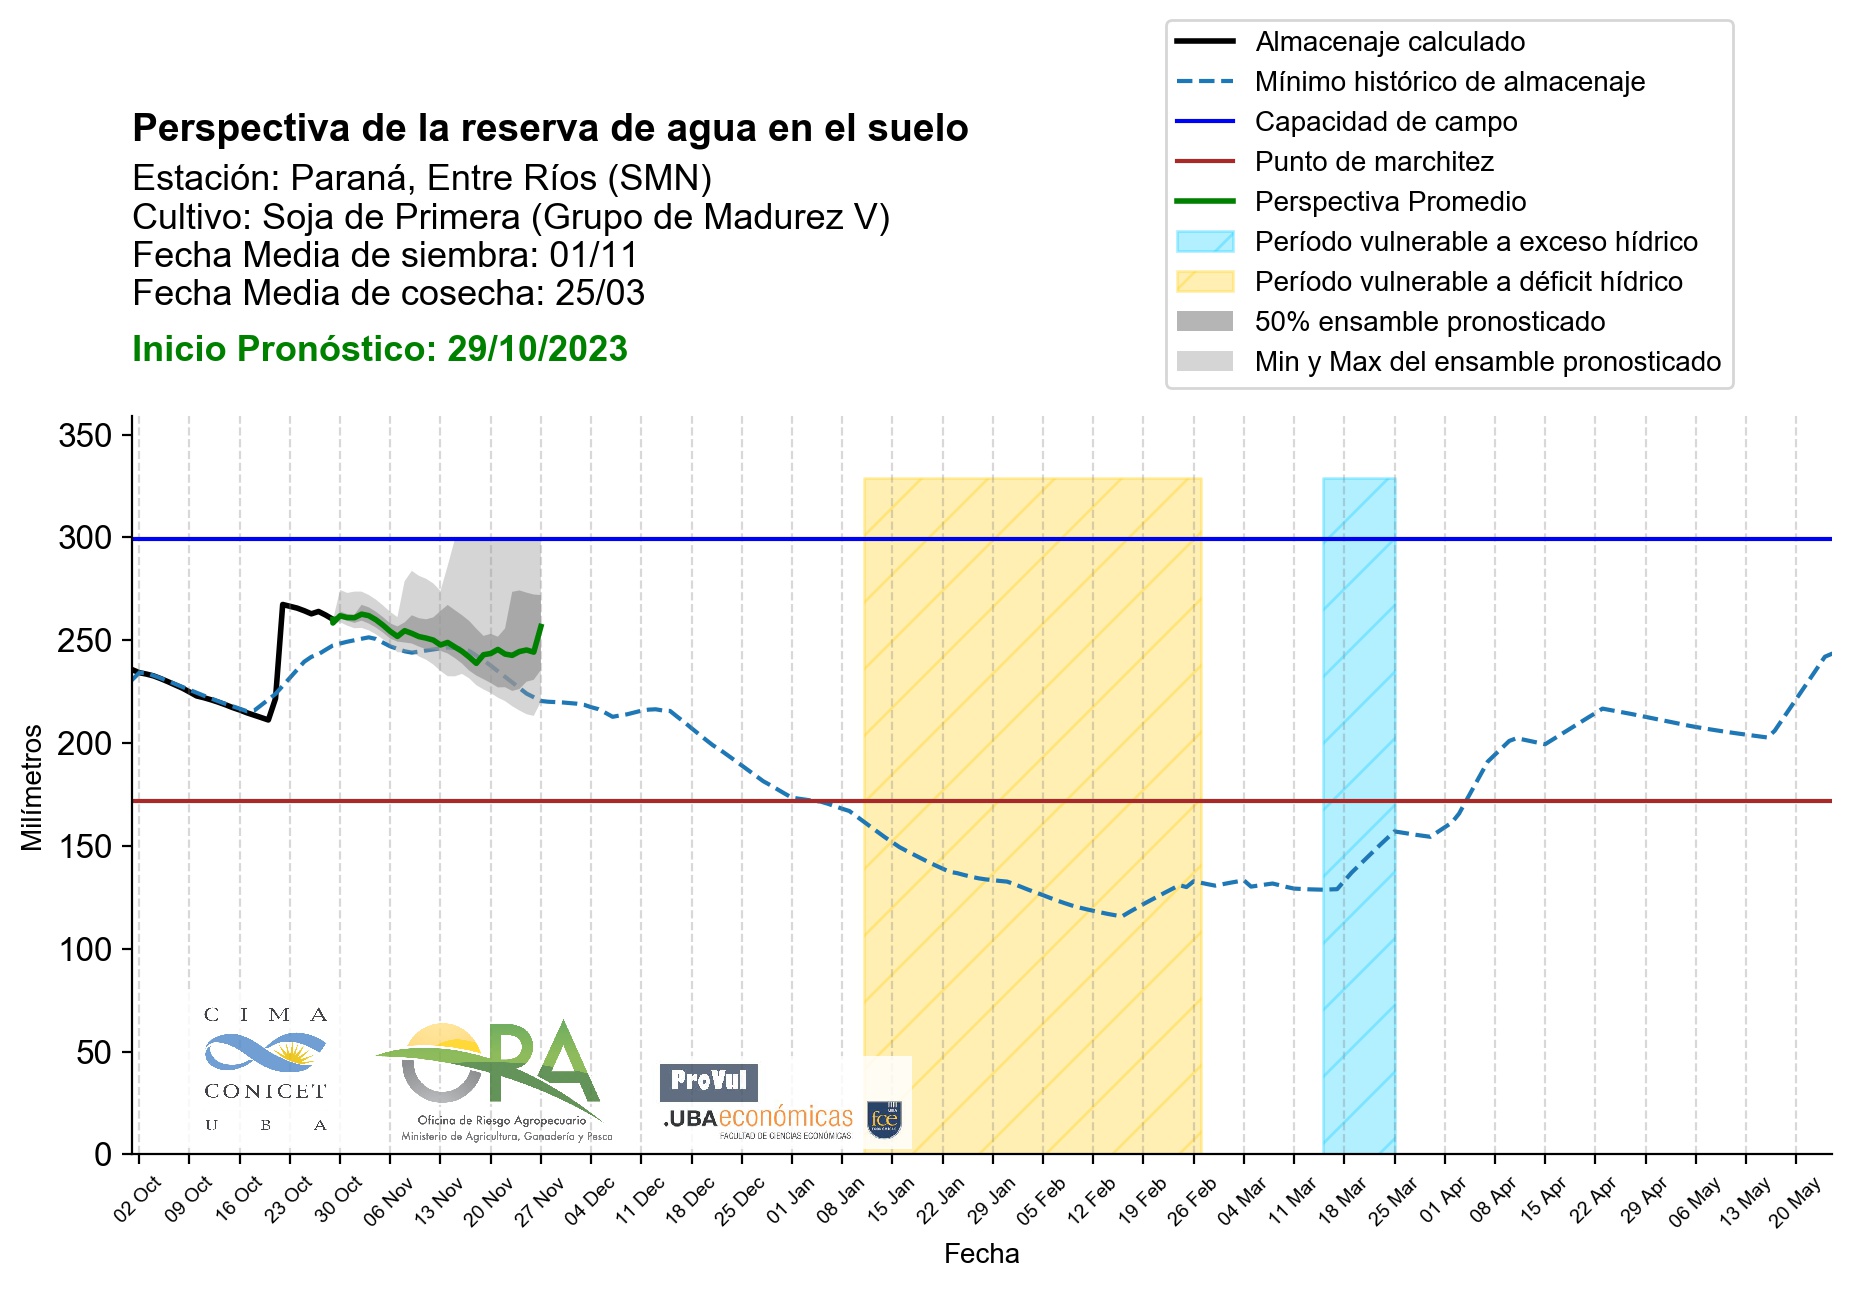 Almacenaje calculado
Mínimo histórico de almacenaje
Capacidad de campo
Punto de marchitez
Perspectiva Promedio
Período vulnerable a exceso hídrico
Período vulnerable a déficit hídrico
50% ensamble pronosticado
Min y Max del ensamble pronosticado
Perspectiva de la reserva de agua en el suelo
Estación: Paraná, Entre Ríos (SMN)
Cultivo: Soja de Primera (Grupo de Madurez V)
Fecha Media de siembra: 01/11
Fecha Media de cosecha: 25/03
Inicio Pronóstico: 29/10/2023
350
300
250
200
150
100
50
0
Milímetros
CIMA
CONICET
UBA
ORA
Oficina de Riesgo Agropecuario
Ministerio de Agricultura, Ganadería y Pesca
ProVul
.UBAeconómicas
FACULTAD DE CIENCIAS ECONÓMICAS
UBA
fce
ECONÓMICAS
02 Oct
09 Oct
16 Oct
23 Oct
30 Oct
06 Nov
13 Nov
20 Nov
27 Nov
04 Dec
11 Dec
18 Dec
25 Dec
01 Jan
08 Jan
15 Jan
22 Jan
29 Jan
05 Feb
12 Feb
19 Feb
26 Feb
04 Mar
11 Mar
18 Mar
25 Mar
01 Apr
08 Apr
15 Apr
22 Apr
29 Apr
06 May
13 May
20 May
Fecha